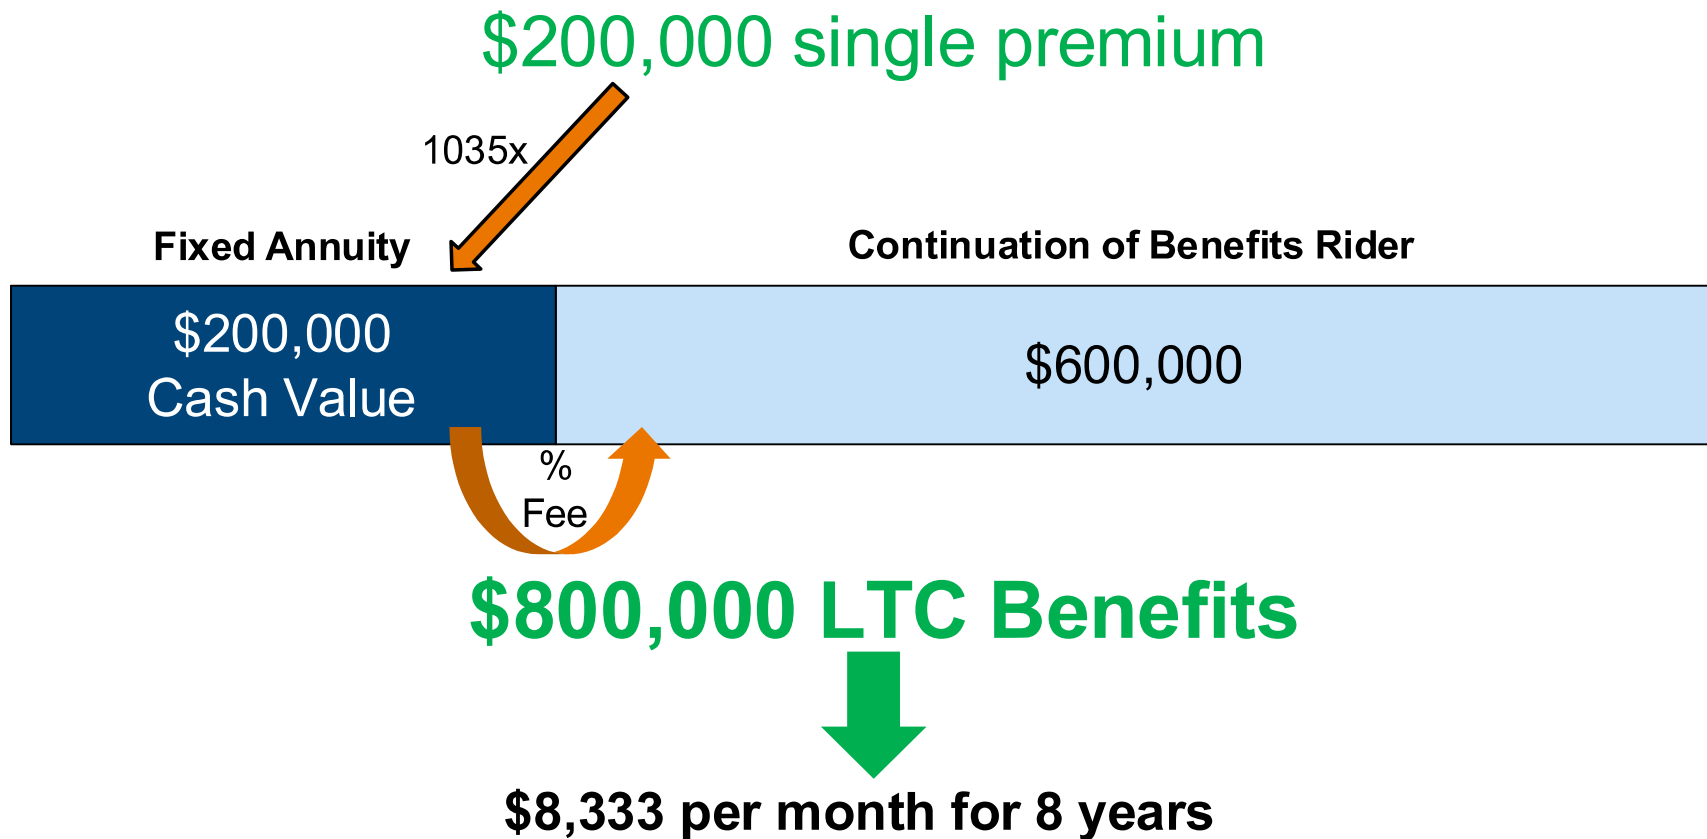 $200,000 single premium
1035x
Fixed Annuity
Continuation of Benefits Rider
$200,000
Cash Value
$600,000
%
Fee
$800,000 LTC Benefits
$8,333 per month for 8 years